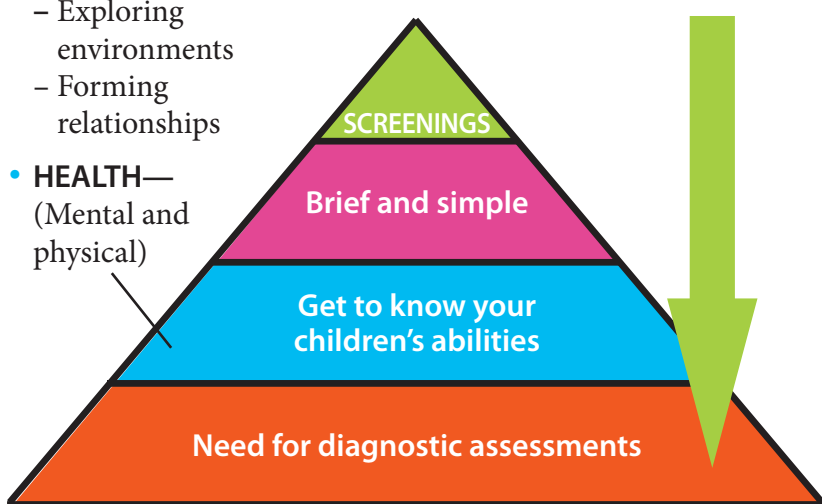 – Exploring
environments
– Forming
relationships
• HEALTH—
(Mental and
physical)
SCREENINGS
Brief and simple
Get to know your
children’s abilities
Need for diagnostic assessments